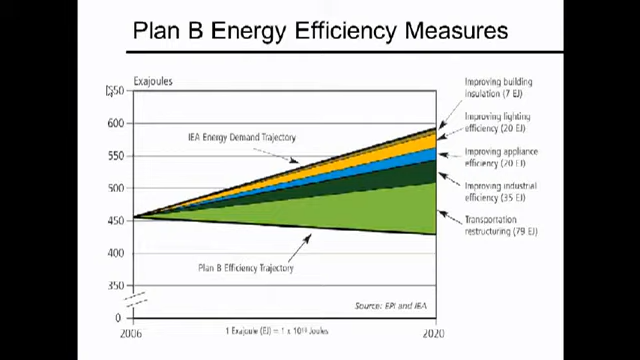 Plan B Energy Efficiency Measures
Exajoules
650
600
550
500
450
400
350
0
2006
2020
IEA Energy Demand Trajectory
Plan B Efficiency Trajectory
Improving building
insulation (7 EJ)
Improving lighting
efficiency (20 EJ)
Improving appliance
efficiency (20 EJ)
Improving industrial
efficiency (35 EJ)
Transportation
restructuring (79 EJ)
Source: EPI and IEA
1 Exajoule (EJ) = 1 x 10¹⁸ Joules